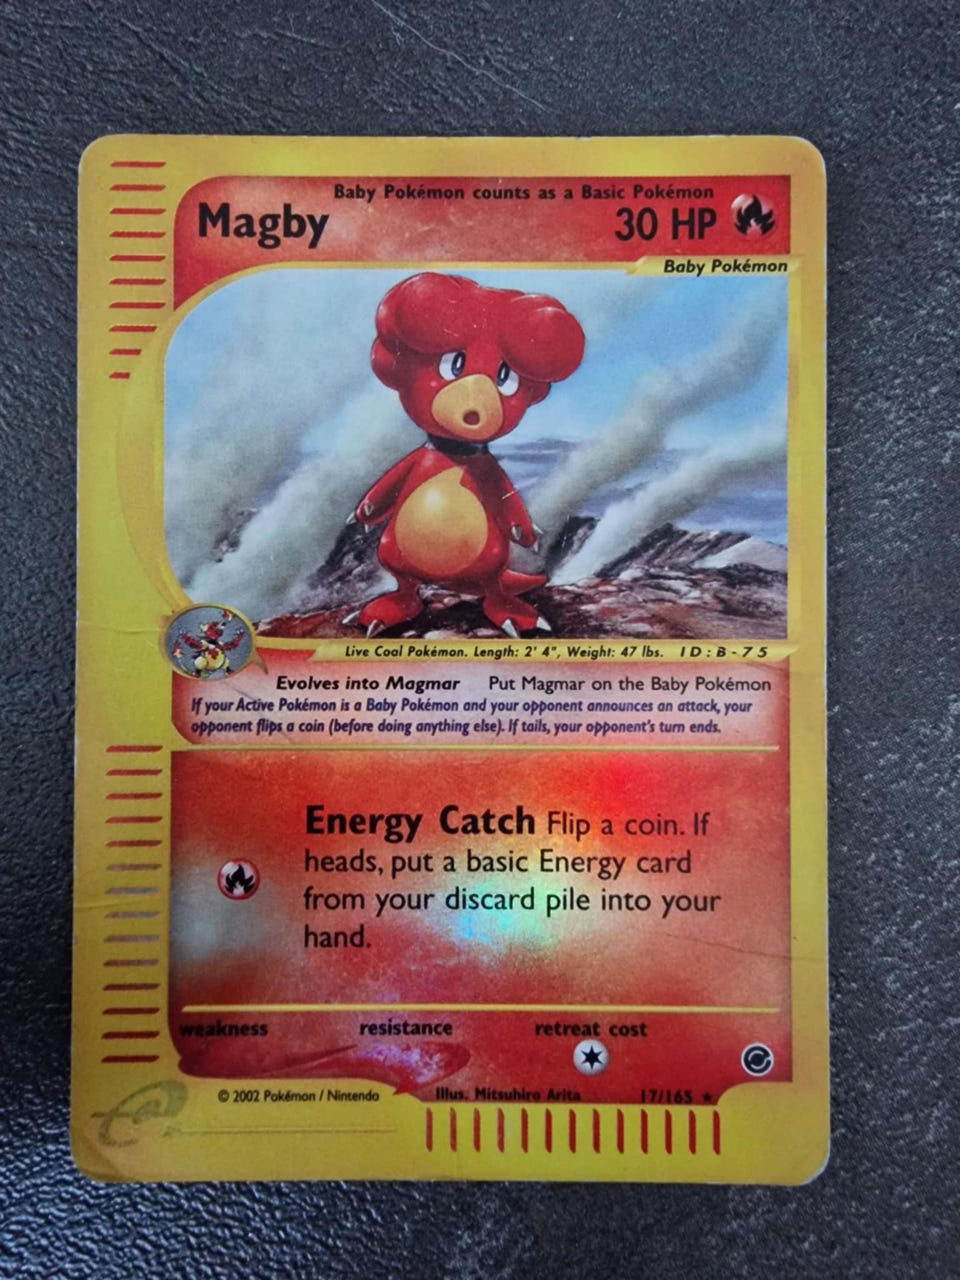 Baby Pokémon counts as a Basic Pokémon
Magby 30 HP
Baby Pokémon
Live Coal Pokémon. Length: 2' 4", Weight: 47 lbs. ID: B-75
Evolves into Magmar Put Magmar on the Baby Pokémon
If your Active Pokémon is a Baby Pokémon and your opponent announces an attack, your
opponent flips a coin (before doing anything else). If tails, your opponent's turn ends.
Energy Catch Flip a coin. If
heads, put a basic Energy card
from your discard pile into your
hand.
weakness resistance retreat cost
© 2002 Pokémon / Nintendo Illus. Mitsuhiro Arita 17/165 ★
e